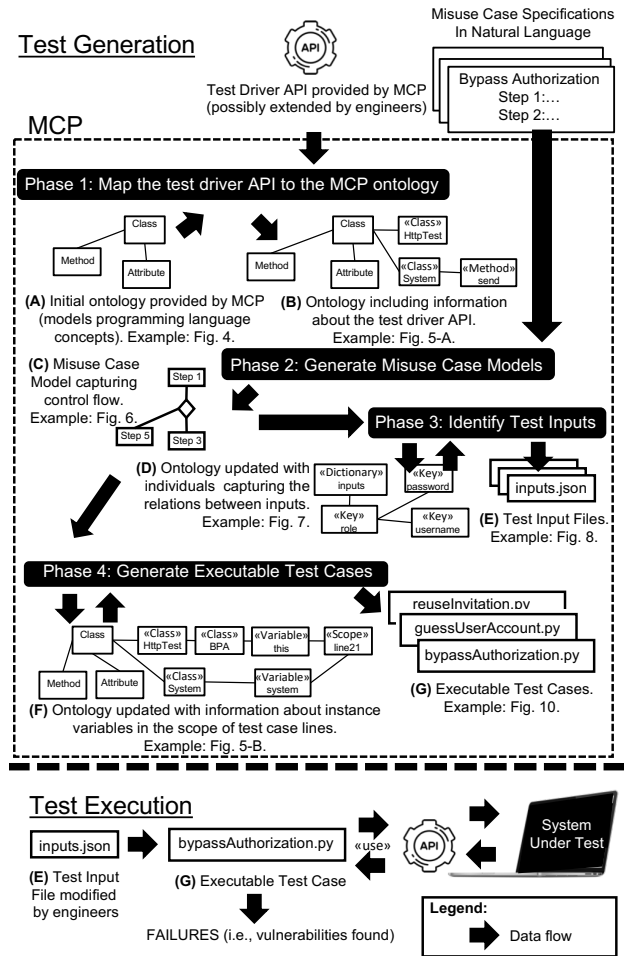 Test Generation
API
Test Driver API provided by MCP
(possibly extended by engineers)
Misuse Case Specifications
In Natural Language
Bypass Authorization
Step 1:…
Step 2:…
MCP
Phase 1: Map the test driver API to the MCP ontology
Class
Method
Attribute
(A) Initial ontology provided by MCP
(models programming language
concepts). Example: Fig. 4.
Class
Method
Attribute
«Class»
HttpTest
«Class»
System
«Method»
send
(B) Ontology including information
about the test driver API.
Example: Fig. 5-A.
Phase 2: Generate Misuse Case Models
(C) Misuse Case
Model capturing
control flow.
Example: Fig. 6.
Step 1
Step 5
Step 3
Phase 3: Identify Test Inputs
(D) Ontology updated with
individuals capturing the
relations between inputs.
Example: Fig. 7.
«Dictionary»
inputs
«Key»
password
«Key»
role
«Key»
username
inputs.json
(E) Test Input Files.
Example: Fig. 8.
Phase 4: Generate Executable Test Cases
Class
Method
Attribute
«Class»
HttpTest
«Class»
BPA
«Variable»
this
«Scope»
line21
«Class»
System
«Variable»
system
(F) Ontology updated with information about instance
variables in the scope of test case lines.
Example: Fig. 5-B.
reuseInvitation.py
guessUserAccount.py
bypassAuthorization.py
(G) Executable Test Cases.
Example: Fig. 10.
Test Execution
inputs.json
(E) Test Input
File modified
by engineers
bypassAuthorization.py
(G) Executable Test Case
«use»
API
System
Under Test
FAILURES (i.e., vulnerabilities found)
Legend:
Data flow